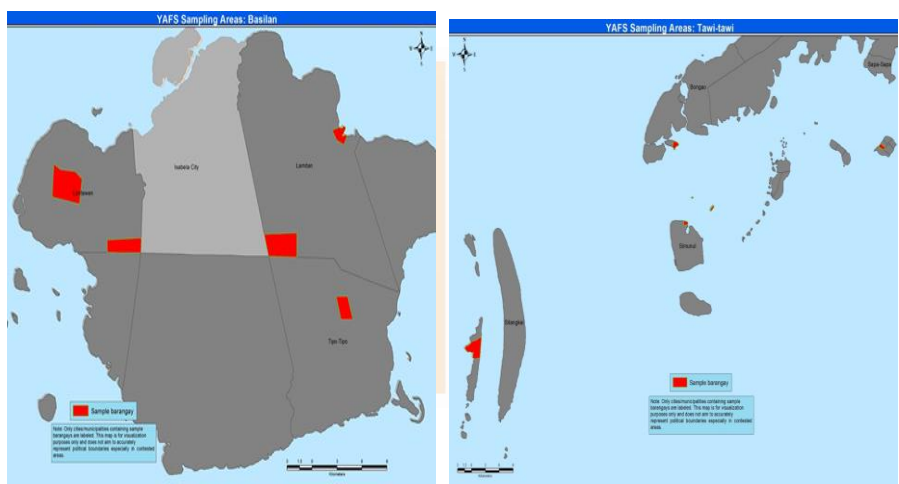 YAFS Sampling Areas: Basilan
N
W
E
S
Isabela City
Lamitan
Tipo-Tipo
Sample barangay
Note: Only cities/municipalities containing sample
barangays are labeled. This map is for visualization
purposes only and does not aim to accurately
represent political boundaries especially in contested
areas.
Kilometers
YAFS Sampling Areas: Tawi-tawi
Sapa-Sapa
Bongao
Simunul
Sitangkai
Sample barangay
Note: Only cities/municipalities containing sample
barangays are labeled. This map is for visualization
purposes only and does not aim to accurately
represent political boundaries especially in contested
areas.